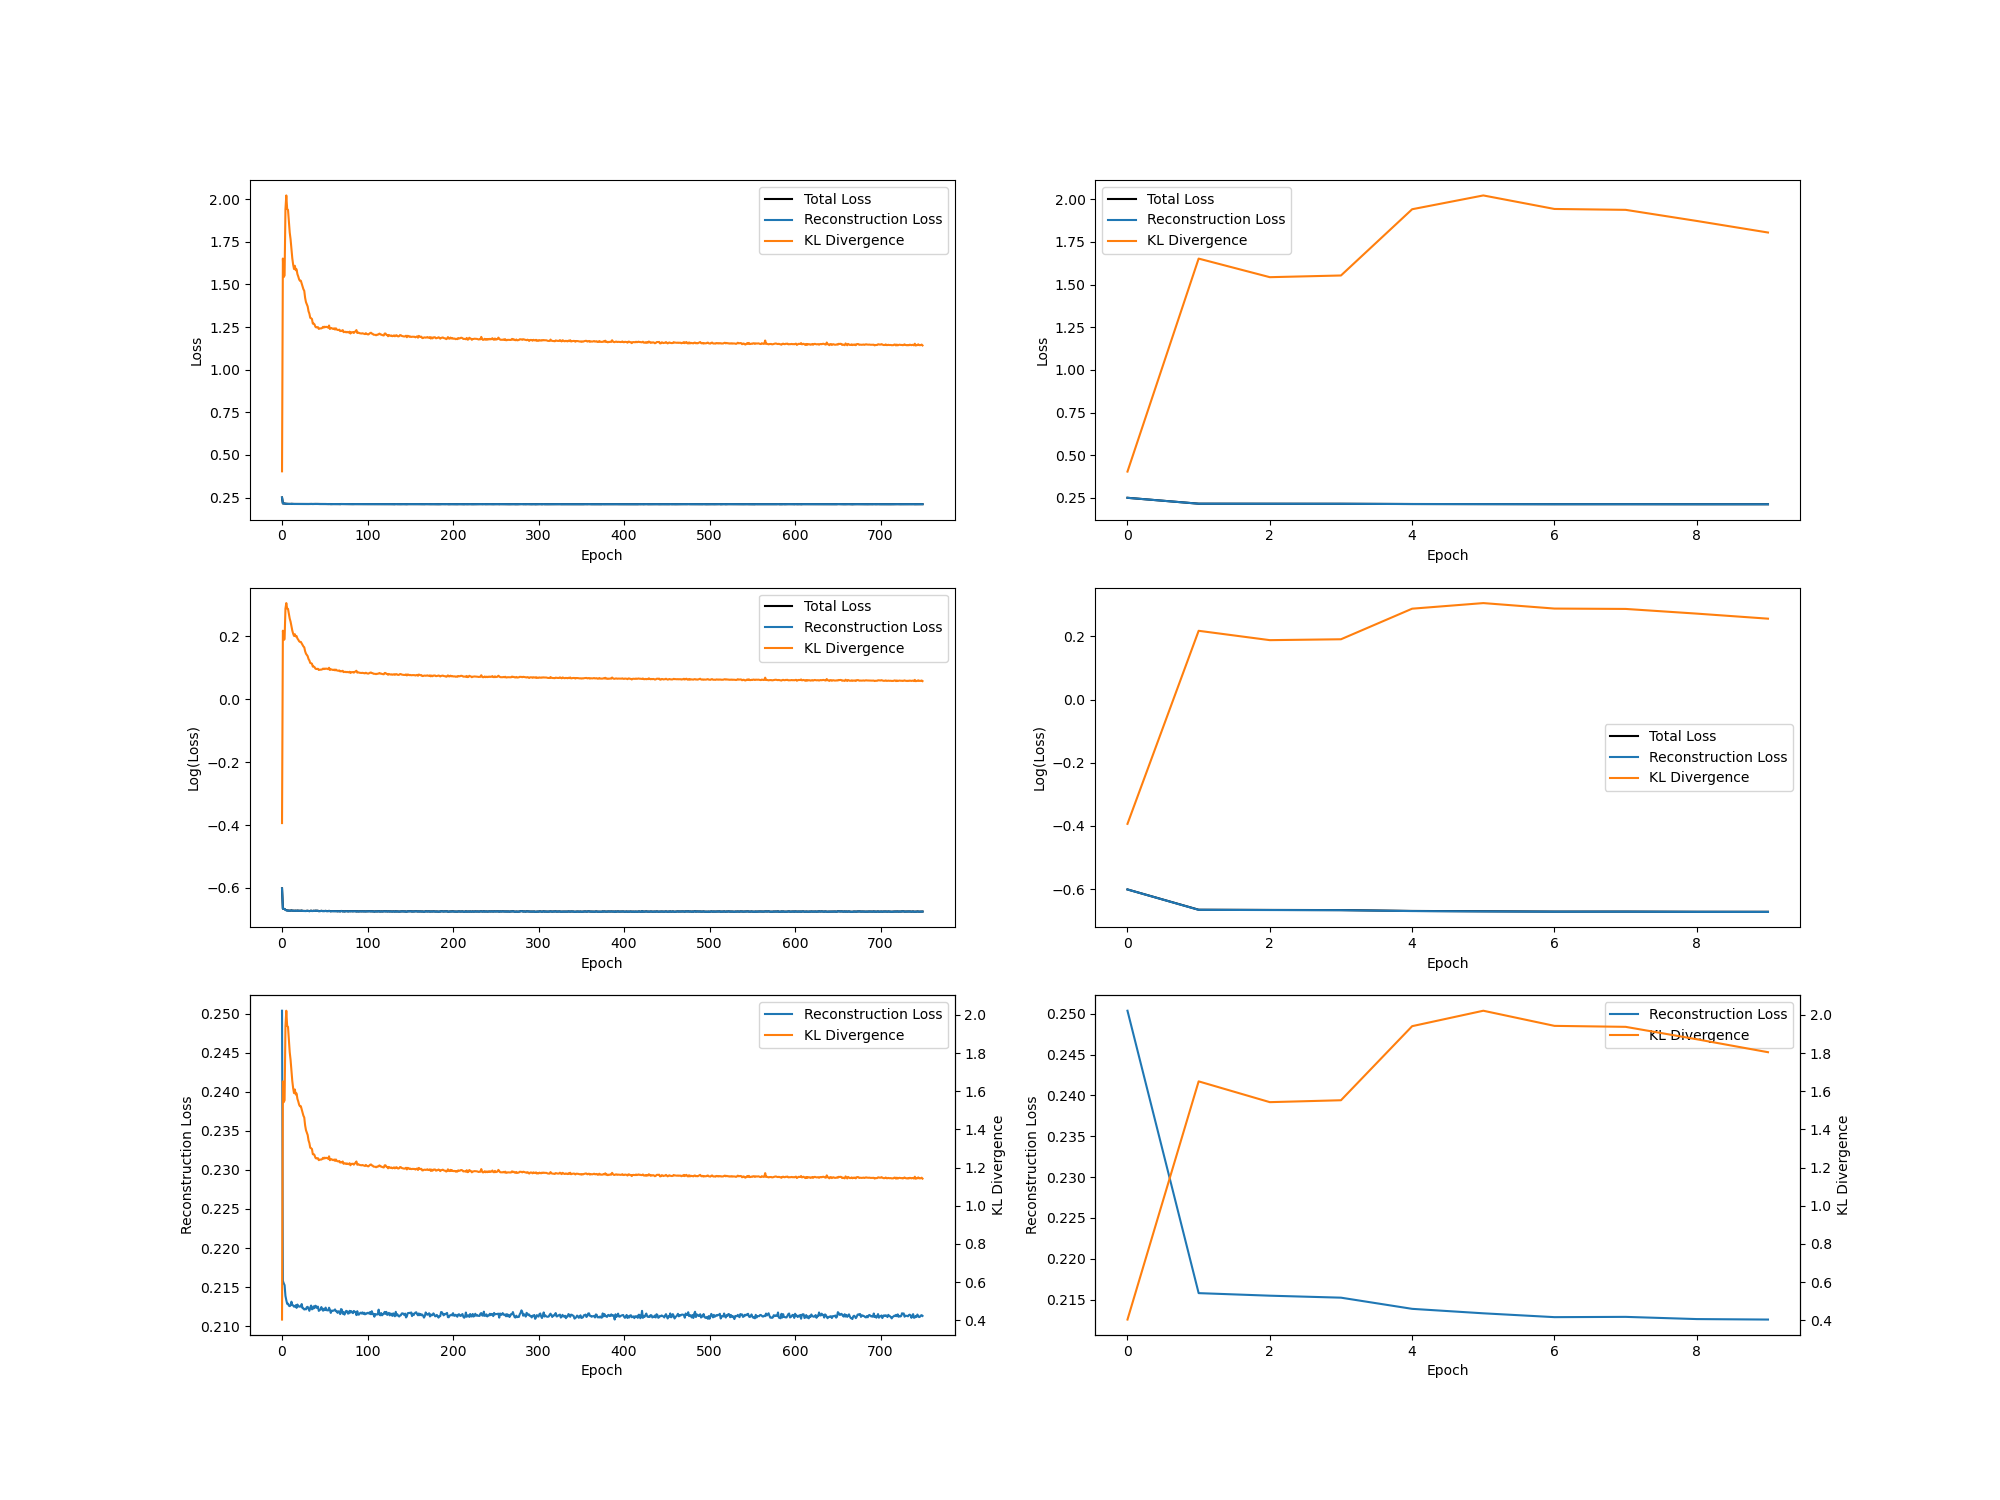 2.00
1.75
1.50
1.25
1.00
0.75
0.50
0.25
Loss
0 100 200 300 400 500 600 700
Epoch
Total Loss
Reconstruction Loss
KL Divergence
2.00
1.75
1.50
1.25
1.00
0.75
0.50
0.25
Loss
0 2 4 6 8
Epoch
Total Loss
Reconstruction Loss
KL Divergence
0.2
0.0
−0.2
−0.4
−0.6
Log(Loss)
0 100 200 300 400 500 600 700
Epoch
Total Loss
Reconstruction Loss
KL Divergence
0.2
0.0
−0.2
−0.4
−0.6
Log(Loss)
0 2 4 6 8
Epoch
Total Loss
Reconstruction Loss
KL Divergence
0.250
0.245
0.240
0.235
0.230
0.225
0.220
0.215
0.210
Reconstruction Loss
0 100 200 300 400 500 600 700
Epoch
Reconstruction Loss
KL Divergence
2.0
1.8
1.6
1.4
1.2
1.0
0.8
0.6
0.4
KL Divergence
0.250
0.245
0.240
0.235
0.230
0.225
0.220
0.215
Reconstruction Loss
0 2 4 6 8
Epoch
Reconstruction Loss
KL Divergence
2.0
1.8
1.6
1.4
1.2
1.0
0.8
0.6
0.4
KL Divergence